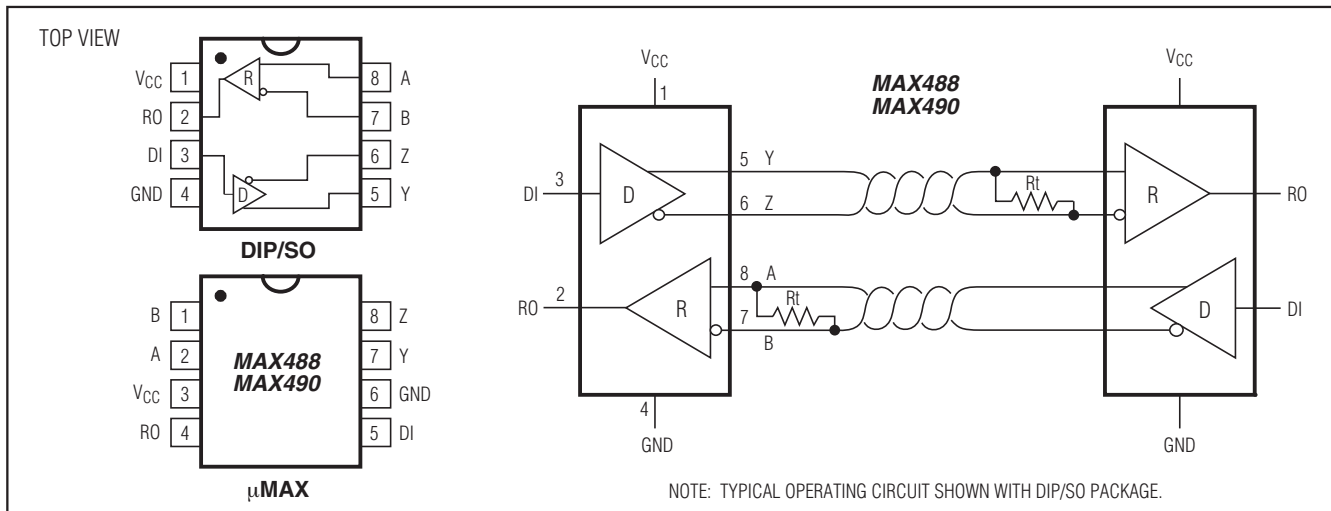 TOP VIEW
VCC 1
RO 2
DI 3
GND 4
R
D
8 A
7 B
6 Z
5 Y
DIP/SO
B 1
A 2
VCC 3
RO 4
MAX488
MAX490
8 Z
7 Y
6 GND
5 DI
µMAX
MAX488
MAX490
VCC
1
DI 3
D
5 Y
6 Z
Rt
RO 2
R
8 A
7
B
Rt
4
GND
VCC
R
RO
D
DI
GND
NOTE: TYPICAL OPERATING CIRCUIT SHOWN WITH DIP/SO PACKAGE.